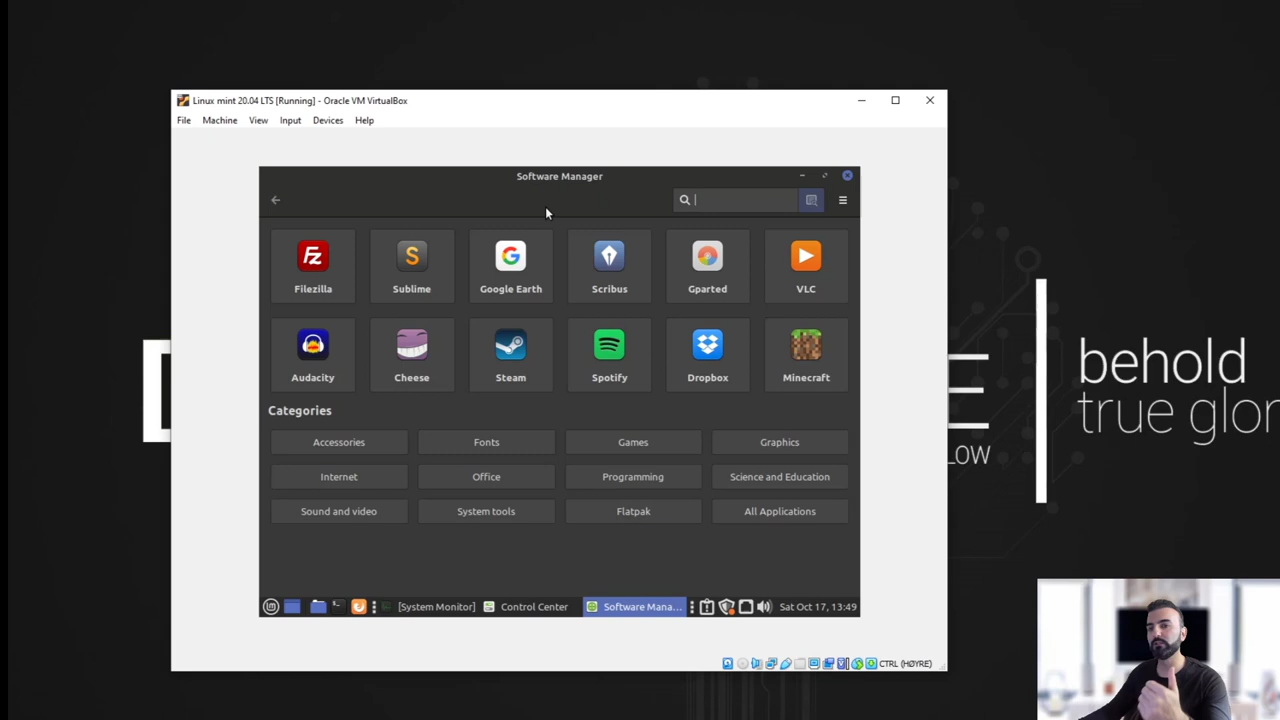 Linux mint 20.04 LTS [Running] - Oracle VM VirtualBox
File Machine View Input Devices Help
Software Manager
Filezilla Sublime Google Earth Scribus Gparted VLC
Audacity Cheese Steam Spotify Dropbox Minecraft
Categories
Accessories Fonts Games Graphics
Internet Office Programming Science and Education
Sound and video System tools Flatpak All Applications
[System Monitor] Control Center Software Mana... Sat Oct 17, 13:49
CTRL (HØYRE)
behold
true glor